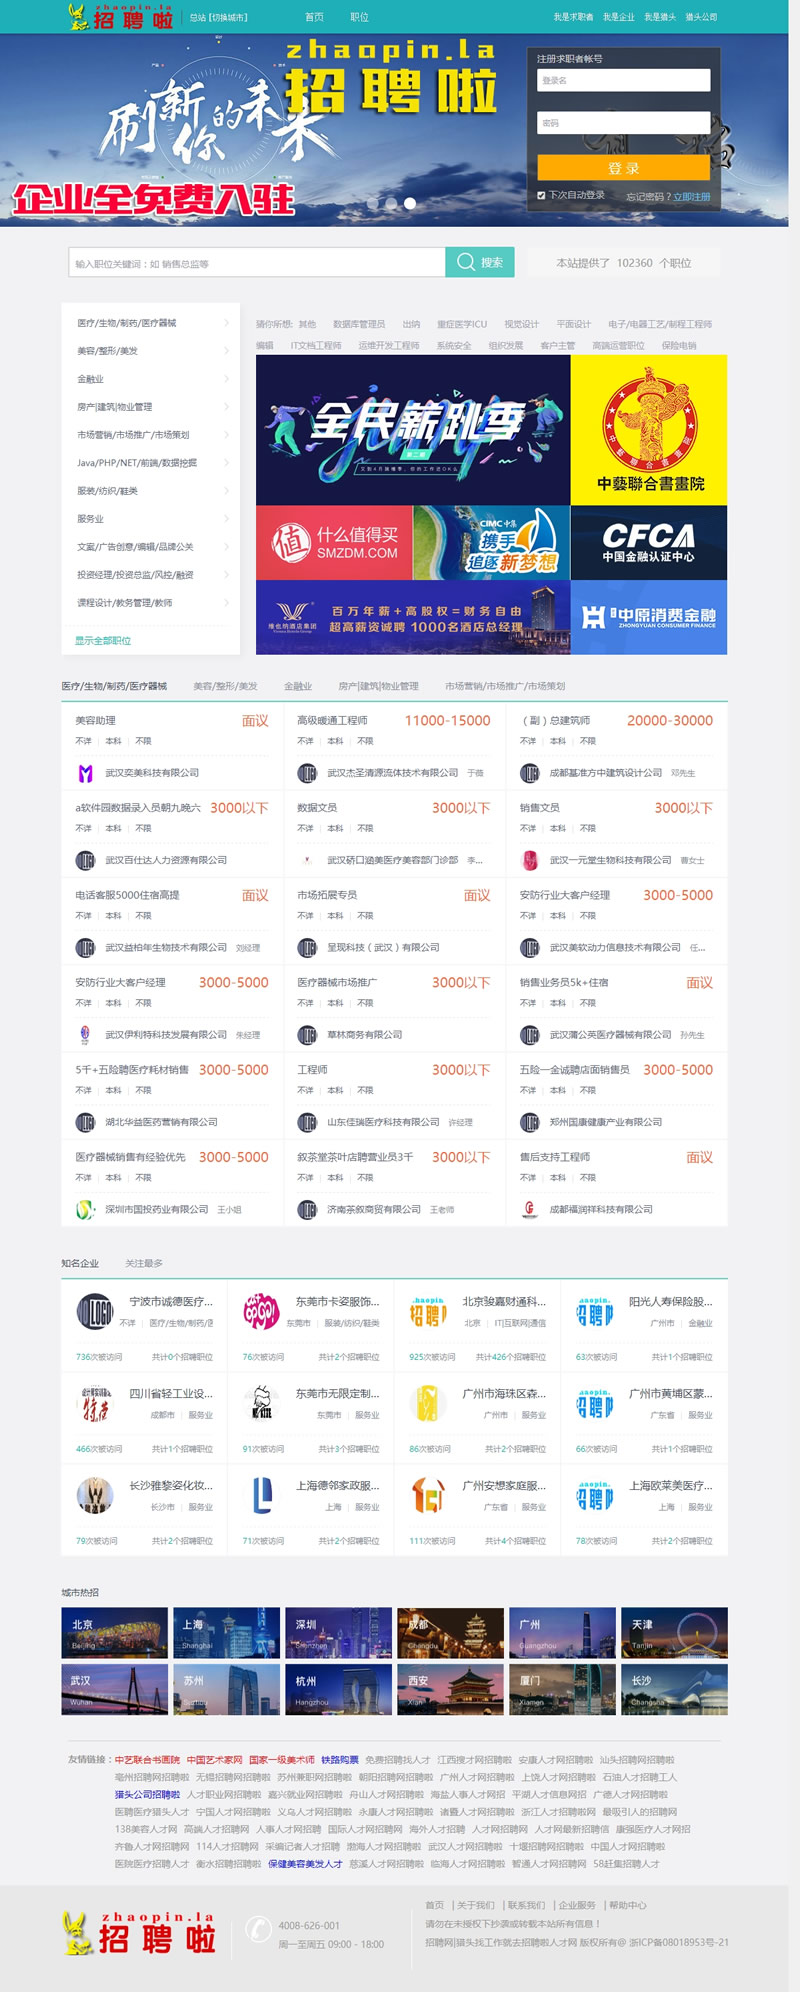 zhaopin.la
招聘啦 总站 [切换城市] 首页 职位 我是求职者 我是企业 我是猎头 猎头公司
zhaopin.la
招聘啦
刷新你的未来
企业全免费入驻
注册求职者帐号
登录名
密码
登 录
下次自动登录 忘记密码？立即注册
输入职位关键词：如 销售总监等 搜索 本站提供了 102360 个职位
医疗/生物/制药/医疗器械
美容/整形/美发
金融业
房产|建筑|物业管理
市场营销/市场推广/市场策划
Java/PHP/NET/前端/数据挖掘
服装/纺织/鞋类
服务业
文案/广告创意/编辑/品牌公关
投资经理/投资总监/风控/融资
课程设计/教务管理/教师
显示全部职位
猜你所想: 其他 数据库管理员 出纳 重症医学ICU 视觉设计 平面设计 电子/电器工艺/制程工程师
编辑 IT文档工程师 运维开发工程师 系统安全 组织发展 客户主管 高端运营职位 保险电销
全民薪跳季
第二季
中藝聯合書畫院
值 什么值得买
SMZDM.COM
CIMC 中集
携手
追逐新梦想
CFCA
中国金融认证中心
维也纳酒店集团
百万年薪+高股权=财务自由
超高薪资诚聘 1000名酒店总经理
中原消费金融
ZHONGYUAN CONSUMER FINANCE
医疗/生物/制药/医疗器械 美容/整形/美发 金融业 房产|建筑|物业管理 市场营销/市场推广/市场策划
美容助理 面议 高级暖通工程师 11000-15000 （副）总建筑师 20000-30000
不详 本科 不限 不详 本科 不限 不详 本科 不限
武汉奕美科技有限公司 武汉杰圣清源流体技术有限公司 于薇 成都基准方中建筑设计公司 邓先生
a软件园数据录入员朝九晚六 3000以下 数据文员 3000以下 销售文员 3000以下
不详 本科 不限 不详 本科 不限 不详 本科 不限
武汉百仕达人力资源有限公司 武汉硚口涵美医疗美容部门诊部 李... 武汉一元堂生物科技有限公司 曹女士
电话客服5000住宿高提 面议 市场拓展专员 面议 安防行业大客户经理 3000-5000
不详 本科 不限 不详 本科 不限 不详 本科 不限
武汉益柏年生物技术有限公司 刘经理 呈现科技（武汉）有限公司 武汉美软动力信息技术有限公司 任...
安防行业大客户经理 3000-5000 医疗器械市场推广 3000以下 销售业务员5k+住宿 面议
不详 本科 不限 不详 本科 不限 不详 本科 不限
武汉伊利特科技发展有限公司 朱经理 草林商务有限公司 武汉蒲公英医疗器械有限公司 孙先生
5千+五险聘医疗耗材销售 3000-5000 工程师 3000以下 五险一金诚聘店面销售员 3000-5000
不详 本科 不限 不详 本科 不限 不详 本科 不限
湖北华益医药营销有限公司 山东佳瑞医疗科技有限公司 许经理 郑州国康健康产业有限公司
医疗器械销售有经验优先 3000-5000 叙茶堂茶叶店聘营业员3千 3000以下 售后支持工程师 面议
不详 本科 不限 不详 本科 不限 不详 本科 不限
深圳市国投药业有限公司 王小姐 济南茶叙商贸有限公司 王老师 成都福润祥科技有限公司
知名企业 关注最多
宁波市诚德医疗... 东莞市卡姿服饰... 北京骏嘉财通科... 阳光人寿保险股...
不详 医疗/生物/制药/医 东莞市 服装/纺织/鞋类 北京 IT|互联网|通信 广州市 金融业
736次被访问 共计0个招聘职位 76次被访问 共计2个招聘职位 925次被访问 共计426个招聘职位 63次被访问 共计1个招聘职位
四川省轻工业设... 东莞市无限定制... 广州市海珠区森... 广州市黄埔区蒙...
成都市 服务业 东莞市 服务业 广州市 服务业 广东省 服务业
466次被访问 共计1个招聘职位 91次被访问 共计3个招聘职位 86次被访问 共计2个招聘职位 66次被访问 共计1个招聘职位
长沙雅黎姿化妆... 上海德邻家政服... 广州安想家庭服... 上海欧莱美医疗...
长沙市 服务业 上海 服务业 广东省 服务业 上海 服务业
79次被访问 共计2个招聘职位 71次被访问 共计2个招聘职位 111次被访问 共计4个招聘职位 78次被访问 共计2个招聘职位
城市热招
北京 上海 深圳 成都 广州 天津
Beijing Shanghai Shenzhen Chengdu Guangzhou Tianjin
武汉 苏州 杭州 西安 厦门 长沙
Wuhan Suzhou Hangzhou Xian Xiamen Changsha
友情链接： 中艺联合书画院 中国艺术家网 国家一级美术师 铁路购票 免费招聘找人才 江西搜才网招聘啦 安康人才网招聘啦 汕头招聘网招聘啦
亳州招聘网招聘啦 无锡招聘网招聘啦 苏州兼职网招聘啦 朝阳招聘网招聘啦 广州人才网招聘啦 上饶人才网招聘啦 石油人才招聘工人
猎头公司招聘啦 人才职业网招聘啦 嘉兴就业网招聘啦 舟山人才网招聘啦 海盐人事人才网招 平湖人才信息网招 广德人才网招聘啦
医聘医疗猎头人才 宁国人才网招聘啦 义乌人才网招聘啦 永康人才网招聘啦 诸暨人才网招聘啦 浙江人才招聘啦网 最吸引人的招聘网
138美容人才网 高端人才招聘网 人事人才网招聘 国际人才网招聘网 海外人才招聘 人才网招聘网 人才网最新招聘信 康强医疗人才网招
齐鲁人才网招聘网 114人才招聘网 采编记者人才招聘 渤海人才网招聘啦 武汉人才网招聘啦 十堰招聘网招聘啦 中国人才网招聘啦
医院医疗招聘人才 衡水招聘招聘啦 保健美容美发人才 慈溪人才网招聘啦 临海人才网招聘啦 智通人才网招聘网 58赶集招聘人才
zhaopin.la
招聘啦
4008-626-001
周一至周五 09:00 - 18:00
首页 | 关于我们 | 联系我们 | 企业服务 | 帮助中心
请勿在未授权下抄袭或转载本站所有信息！
招聘网|猎头找工作就去招聘啦人才网 版权所有@ 浙ICP备08018953号-21